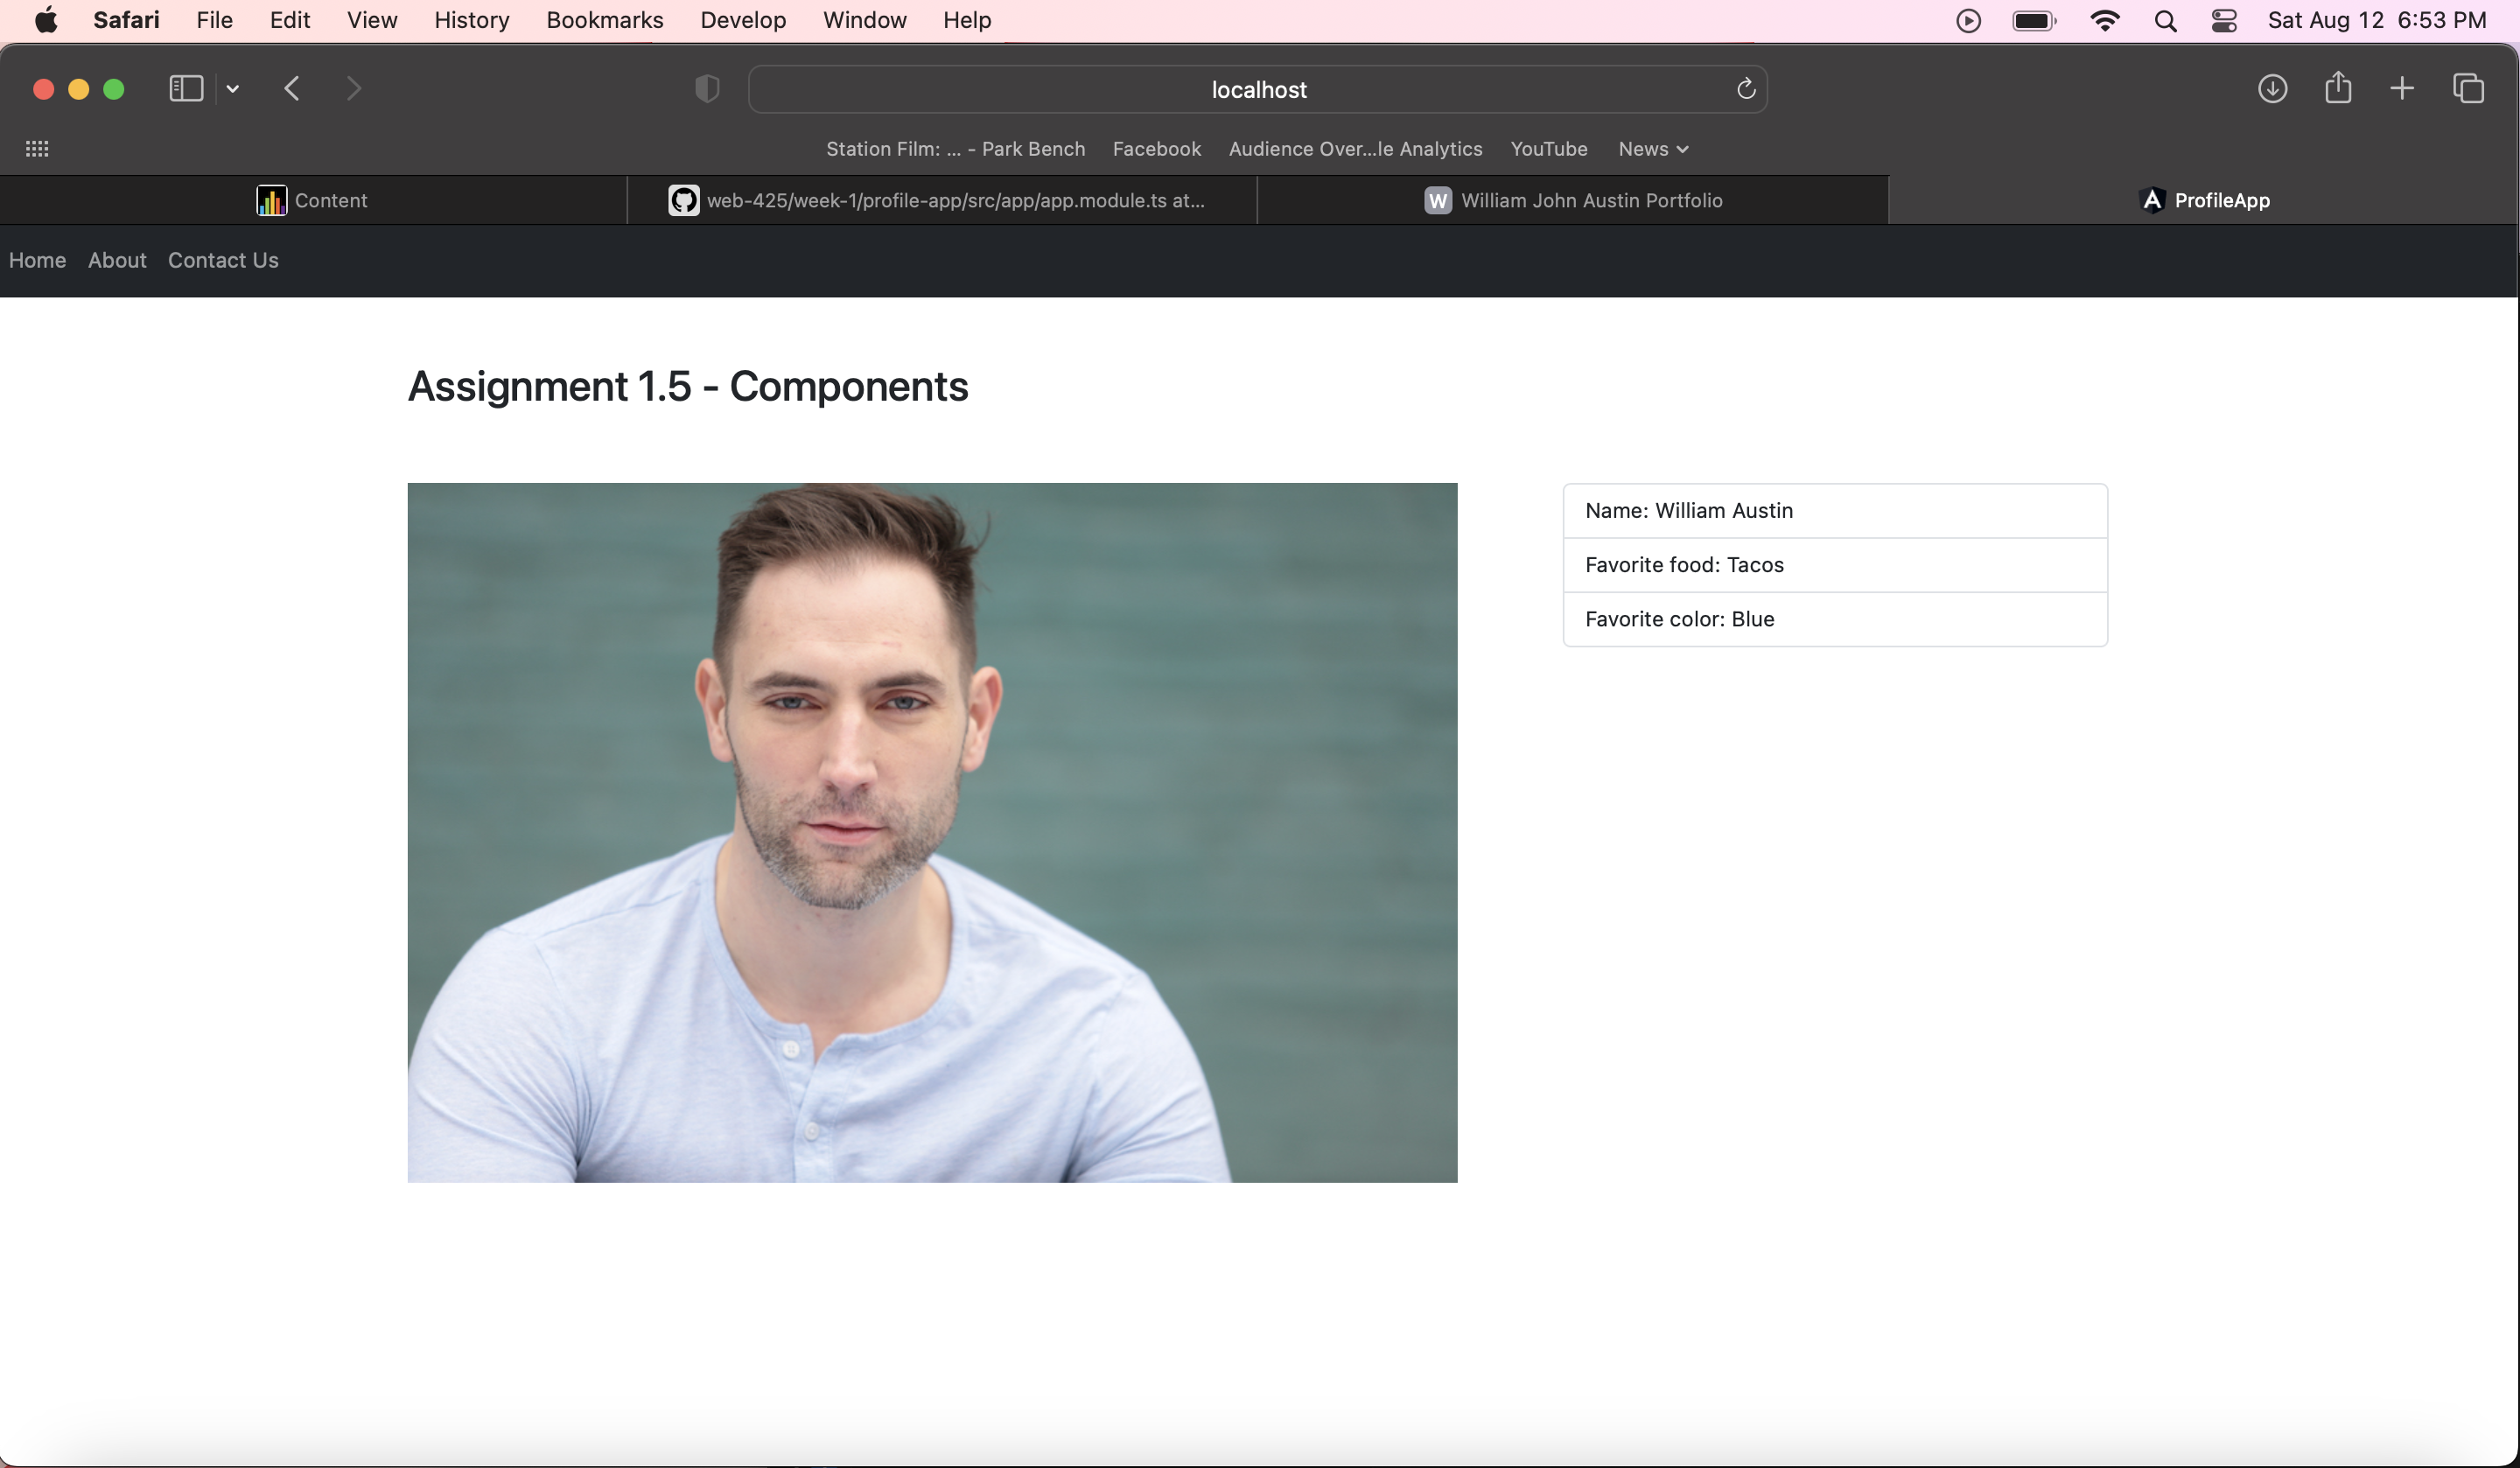 Safari File Edit View History Bookmarks Develop Window Help Sat Aug 12 6:53 PM
localhost
Station Film: ... - Park Bench Facebook Audience Over...le Analytics YouTube News
Content web-425/week-1/profile-app/src/app/app.module.ts at... W William John Austin Portfolio ProfileApp
Home About Contact Us
Assignment 1.5 - Components
Name: William Austin
Favorite food: Tacos
Favorite color: Blue